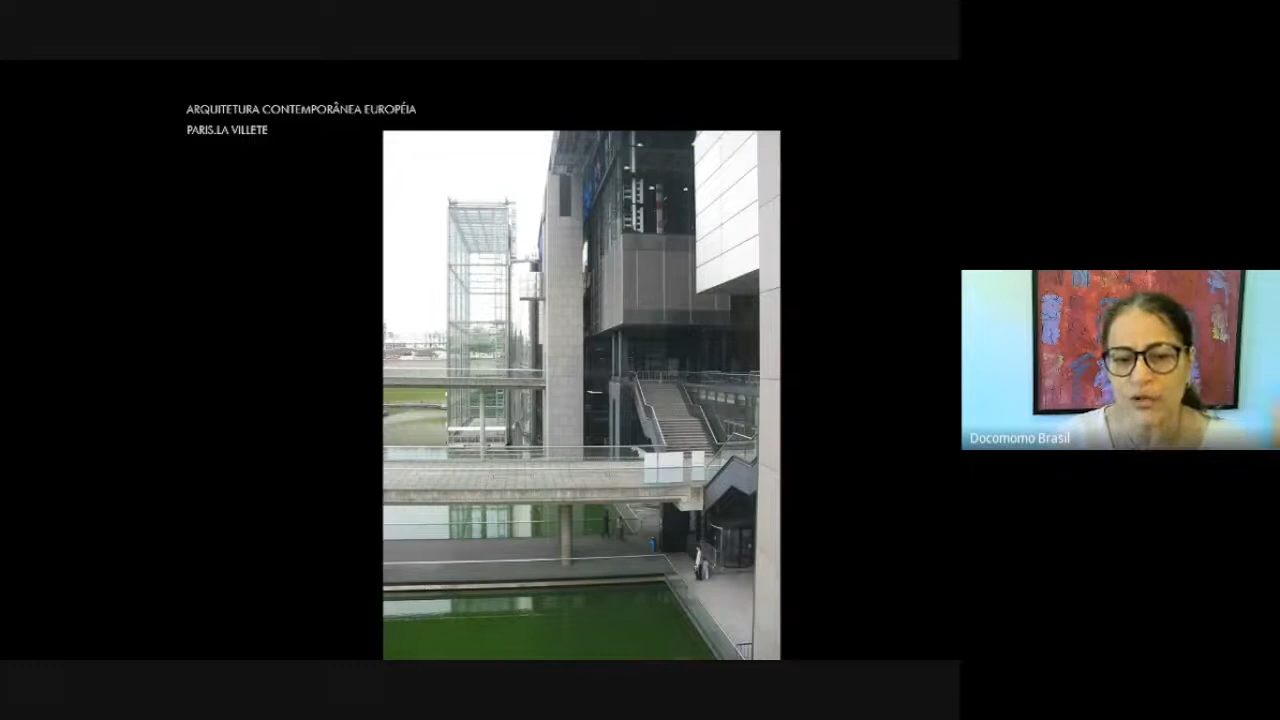 ARQUITETURA CONTEMPORÂNEA EUROPÉIA
PARIS.LA VILLETE
Docomomo Brasil